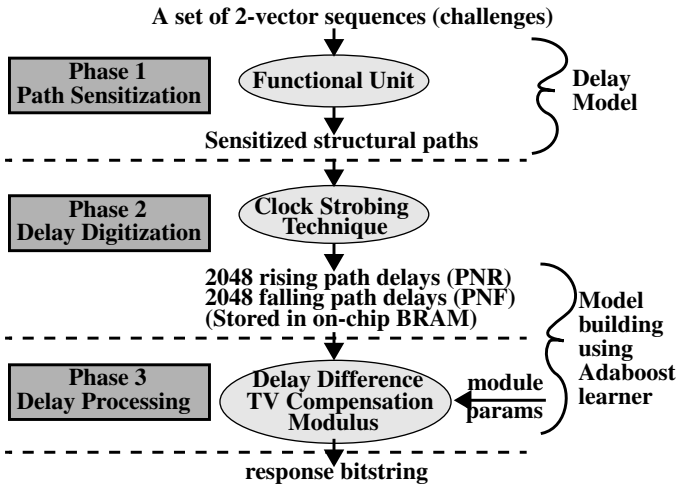 A set of 2-vector sequences (challenges)
Phase 1
Path Sensitization
Functional Unit
Delay
Model
Sensitized structural paths
Phase 2
Delay Digitization
Clock Strobing
Technique
2048 rising path delays (PNR)
2048 falling path delays (PNF)
(Stored in on-chip BRAM)
Model
building
using
Adaboost
learner
Phase 3
Delay Processing
Delay Difference
TV Compensation
Modulus
module
params
response bitstring